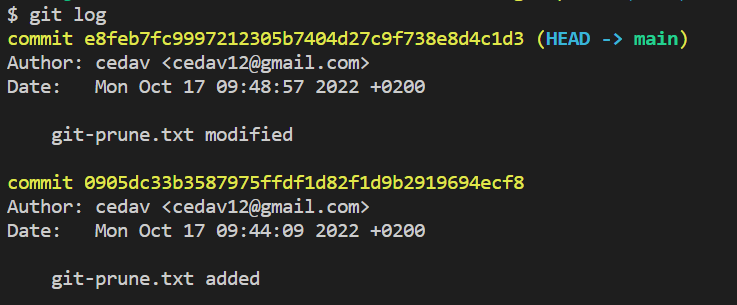 $ git log
commit e8feb7fc9997212305b7404d27c9f738e8d4c1d3 (HEAD -> main)
Author: cedav <cedav12@gmail.com>
Date:   Mon Oct 17 09:48:57 2022 +0200
git-prune.txt modified
commit 0905dc33b3587975ffdf1d82f1d9b2919694ecf8
Author: cedav <cedav12@gmail.com>
Date:   Mon Oct 17 09:44:09 2022 +0200
git-prune.txt added